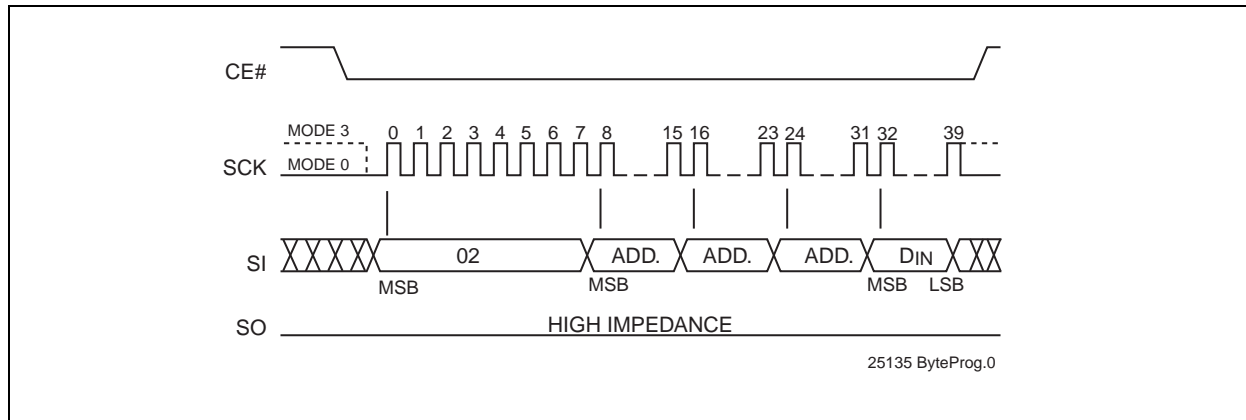 CE#
MODE 3
0 1 2 3 4 5 6 7 8 15 16 23 24 31 32 39
SCK
MODE 0
SI
02
ADD.
ADD.
ADD.
DIN
MSB
MSB
MSB
LSB
SO
HIGH IMPEDANCE
25135 ByteProg.0